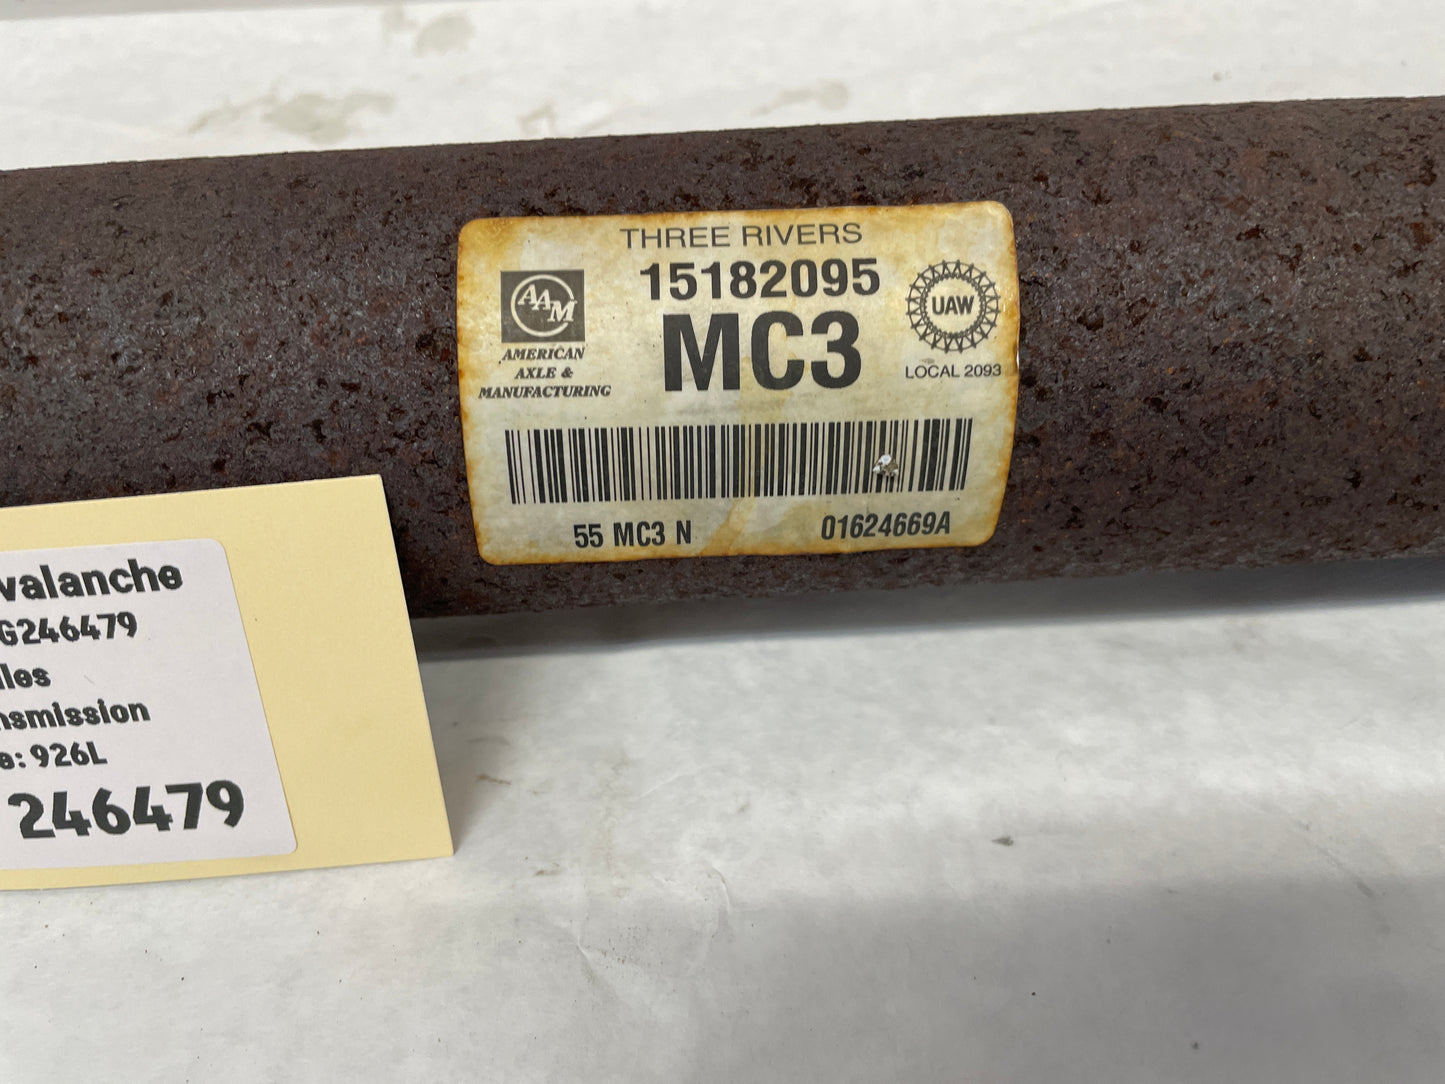 THREE RIVERS
15182095
MC3
AAM
AMERICAN
AXLE &
MANUFACTURING
UAW
LOCAL 2093
55 MC3 N
01624669A
valanche
G246479
les
nsmission
e: 926L
246479